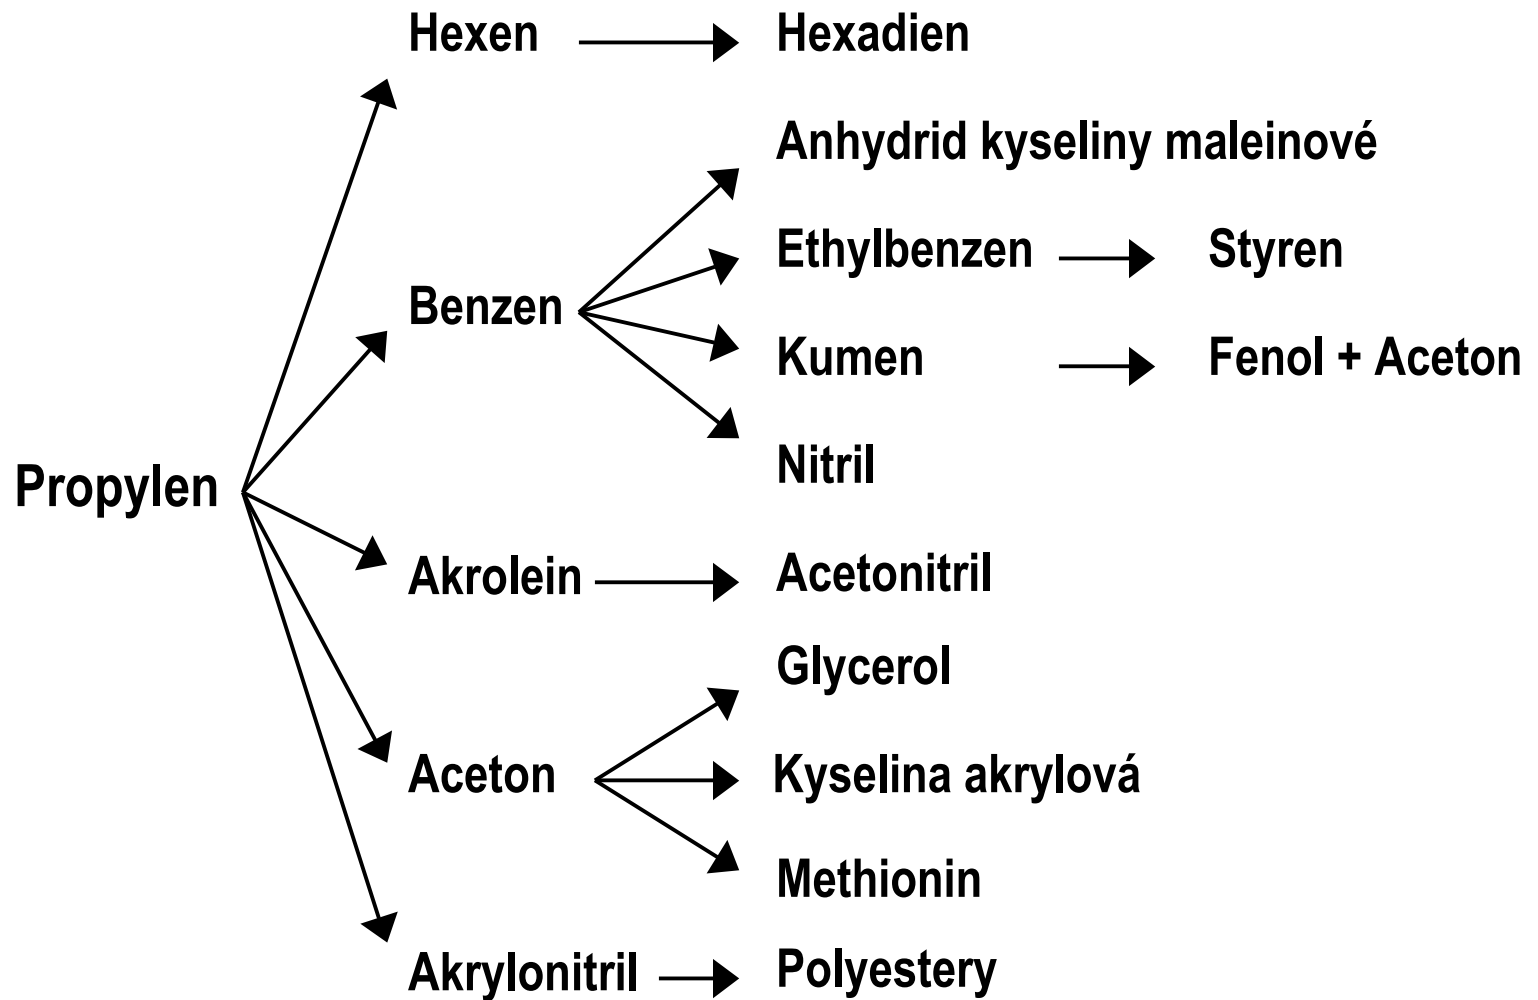 Hexen
Hexadien
Anhydrid kyseliny maleinové
Ethylbenzen
Styren
Benzen
Kumen
Fenol + Aceton
Nitril
Propylen
Akrolein
Acetonitril
Glycerol
Aceton
Kyselina akrylová
Methionin
Akrylonitril
Polyestery